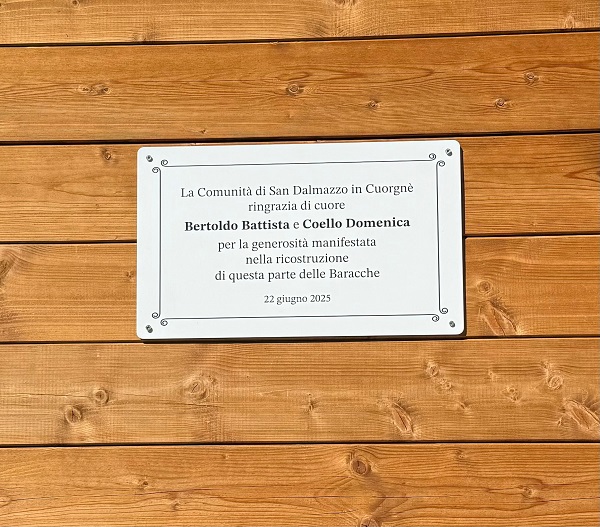 La Comunità di San Dalmazzo in Cuorgnè
ringrazia di cuore
Bertoldo Battista e Coello Domenica
per la generosità manifestata
nella ricostruzione
di questa parte delle Baracche
22 giugno 2025